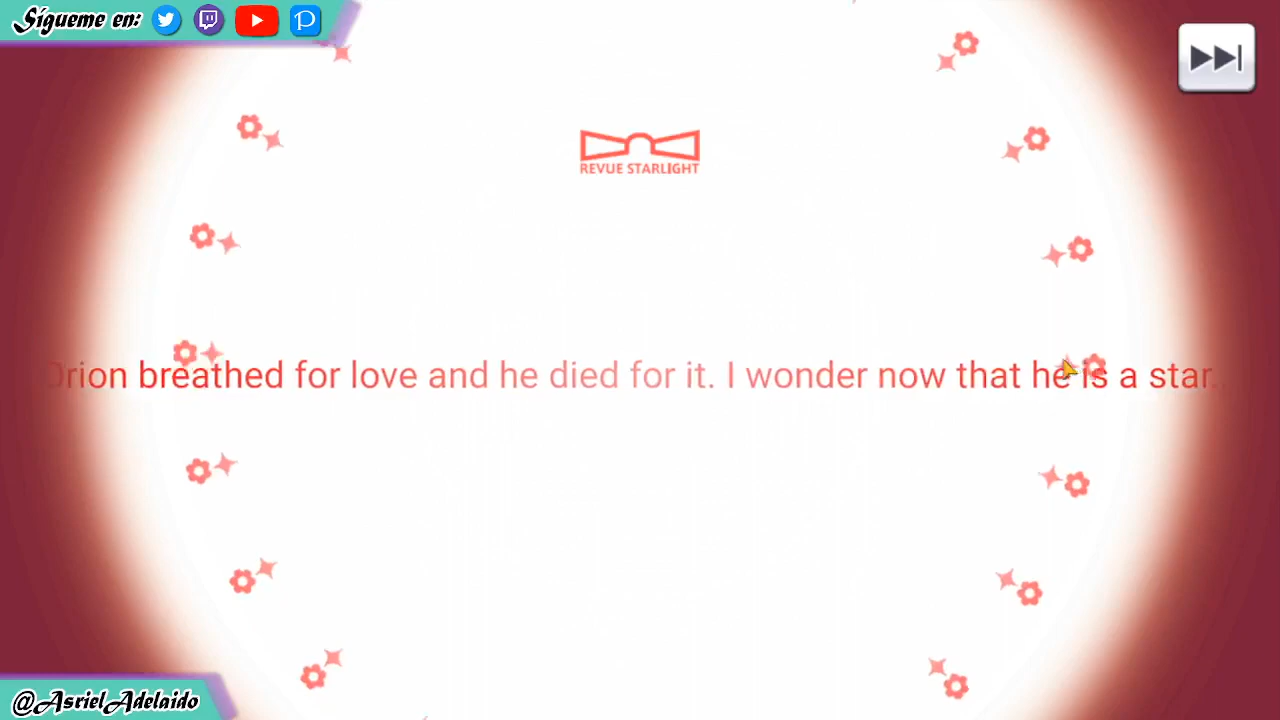 Sígueme en:
REVUE STARLIGHT
Orion breathed for love and he died for it. I wonder now that he is a star..
@AsrielAdelaido